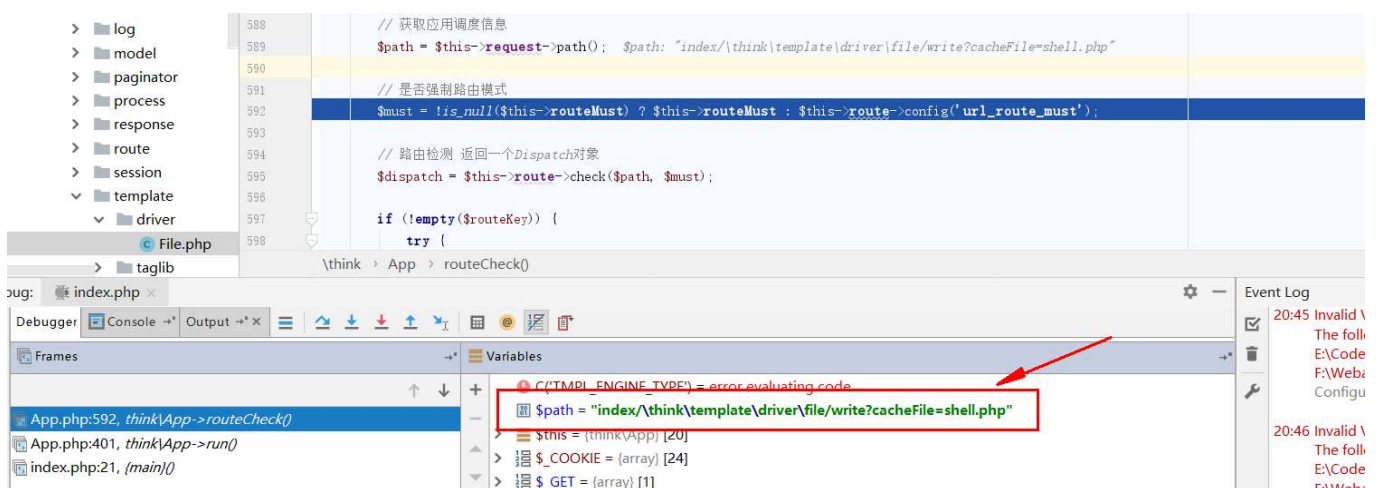 log
model
paginator
process
response
route
session
template
driver
File.php
taglib
588 // 获取应用调度信息
589 $path = $this->request->path(); $path: "index/\think\template\driver\file/write?cacheFile=shell.php"
590
591 // 是否强制路由模式
592 $must = !is_null($this->routeMust) ? $this->routeMust : $this->route->config('url_route_must');
593
594 // 路由检测 返回一个Dispatch对象
595 $dispatch = $this->route->check($path, $must);
596
597 if (!empty($routeKey)) {
598 try {
\think › App › routeCheck()
bug: index.php ×
Debugger Console Output
Frames
App.php:592, think\App->routeCheck()
App.php:401, think\App->run()
index.php:21, {main}()
Variables
C('TMPL_ENGINE_TYPE') = error evaluating code
$path = "index/\think\template\driver\file/write?cacheFile=shell.php"
$this = {think\App} [20]
$_COOKIE = {array} [24]
$_GET = {array} [1]
Event Log
20:45 Invalid V
The follo
E:\Code
F:\Weba
Configu
20:46 Invalid V
The follo
E:\Code